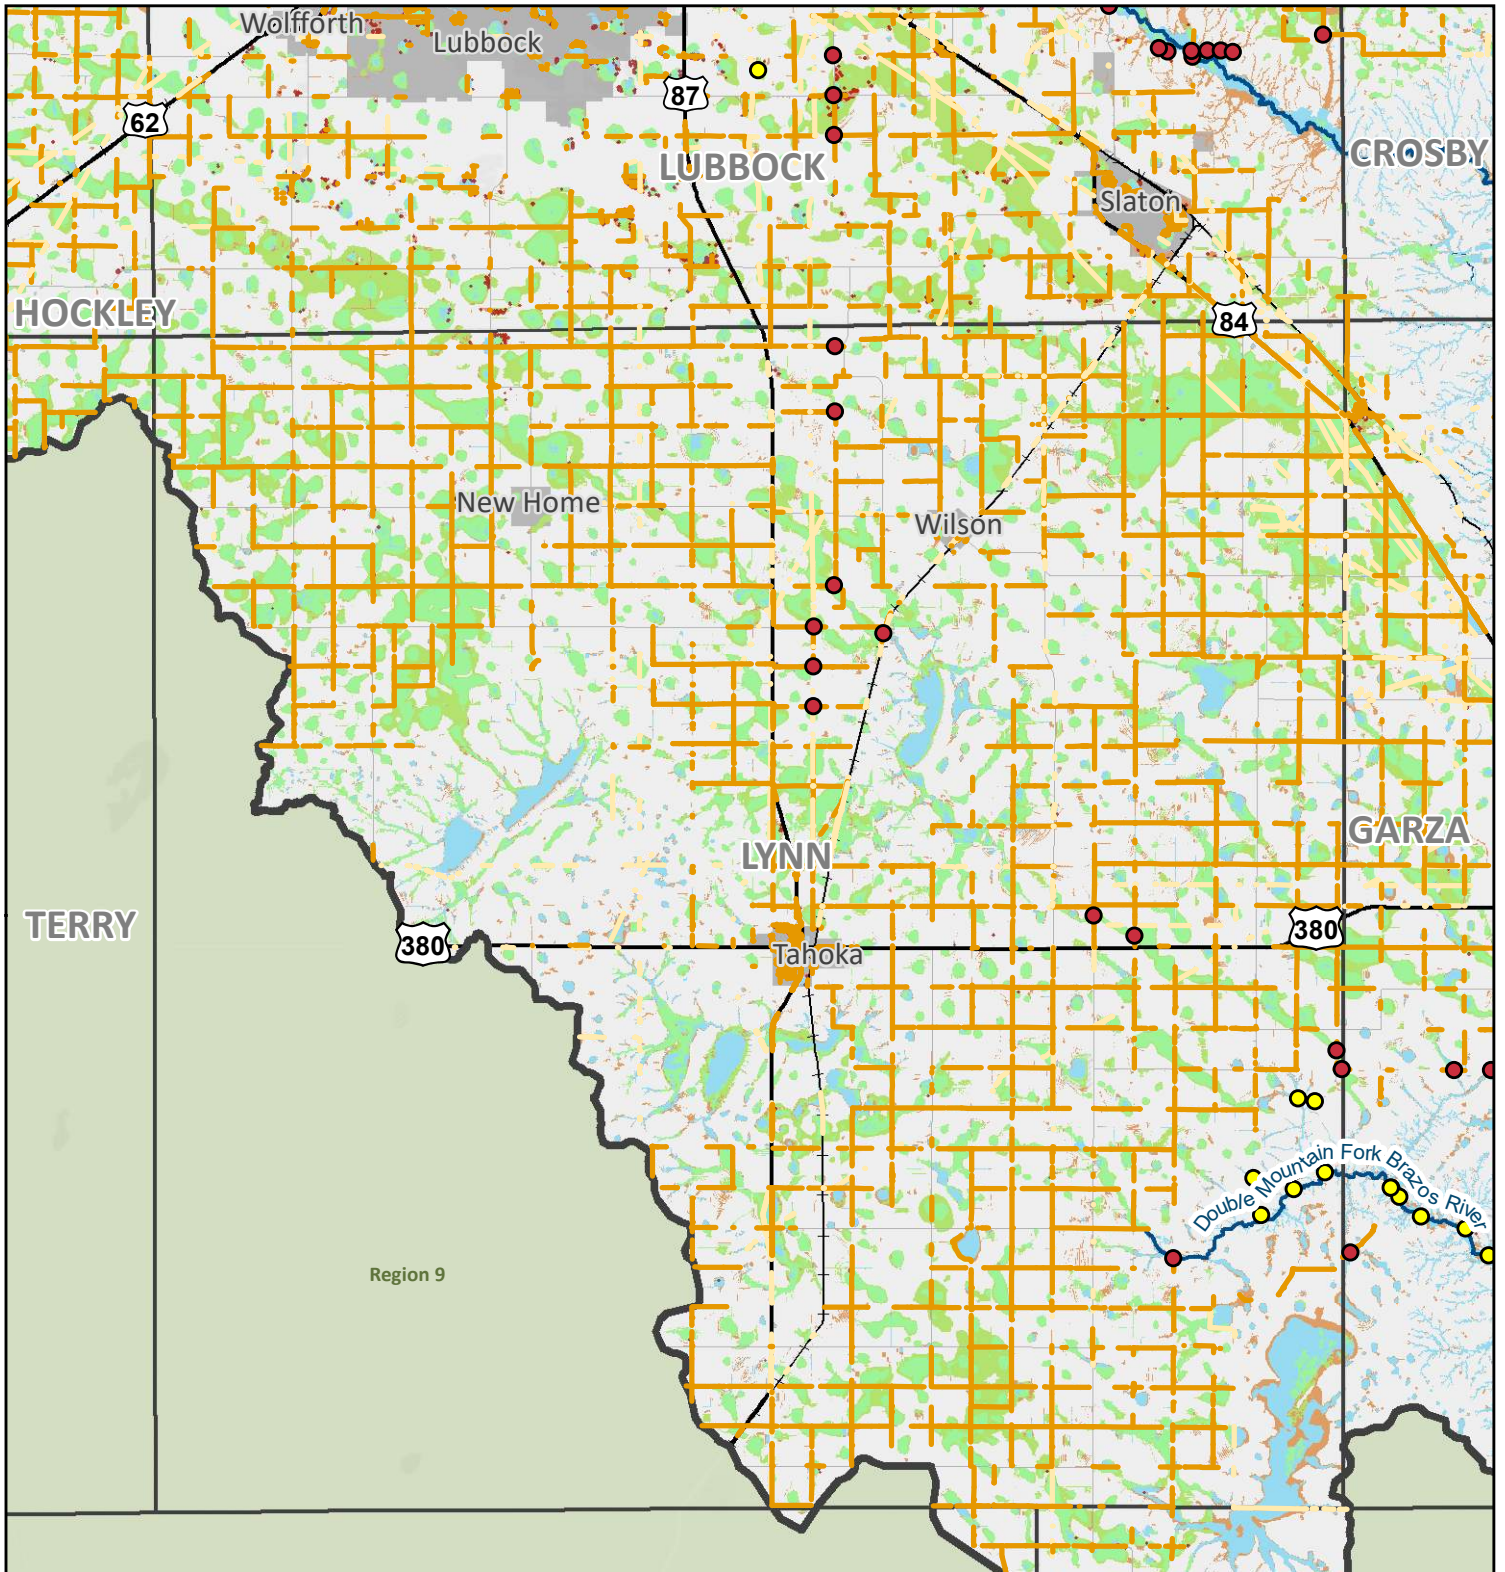 Wolfforth
Lubbock
87
62
LUBBOCK
CROSBY
Slaton
HOCKLEY
84
New Home
Wilson
GARZA
LYNN
TERRY
380
380
Tahoka
Double Mountain Fork Brazos River
Region 9